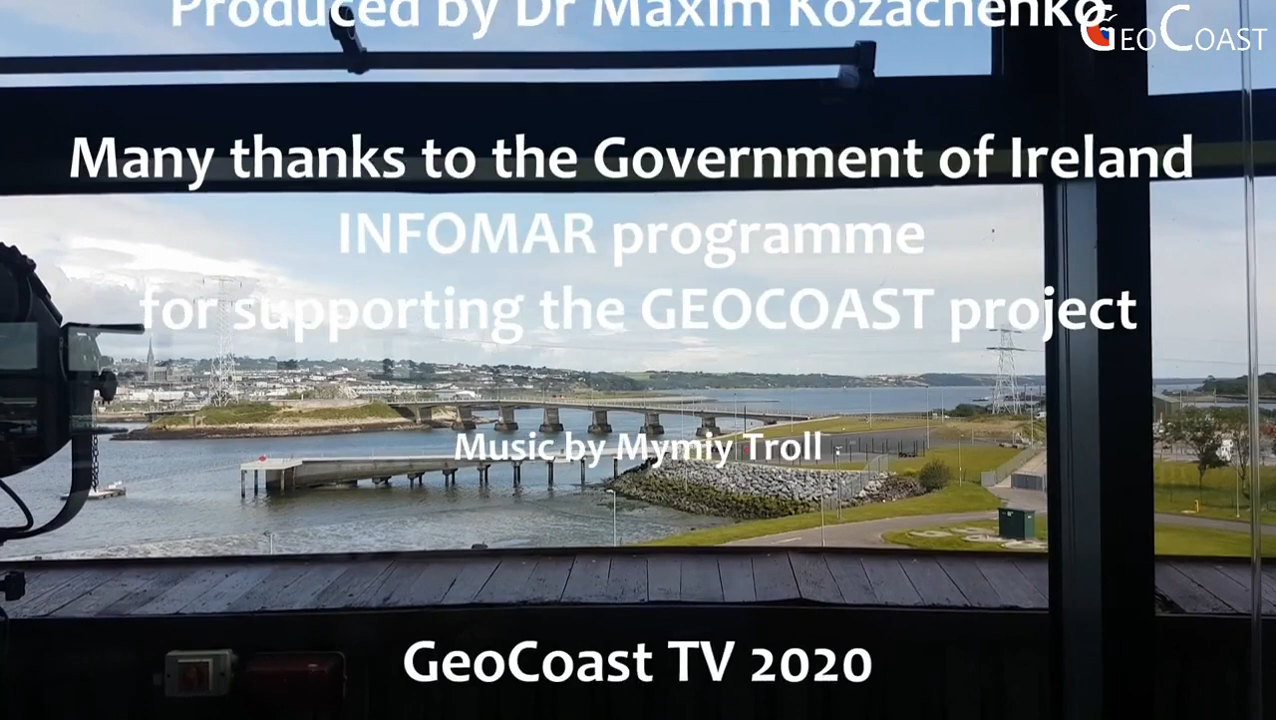 Produced by Dr Maxim Kozachenko
GEOCOAST
Many thanks to the Government of Ireland
INFOMAR programme
for supporting the GEOCOAST project
Music by Mymiy Troll
GeoCoast TV 2020